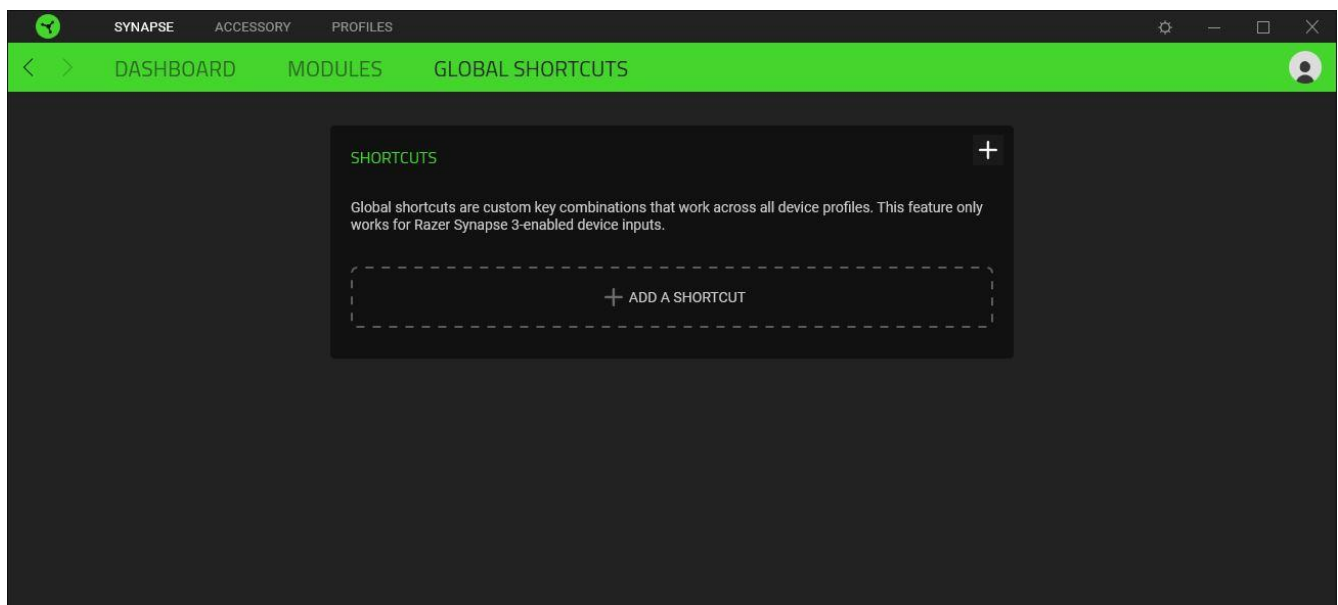 SYNAPSE ACCESSORY PROFILES
DASHBOARD MODULES GLOBAL SHORTCUTS
SHORTCUTS
Global shortcuts are custom key combinations that work across all device profiles. This feature only
works for Razer Synapse 3-enabled device inputs.
ADD A SHORTCUT